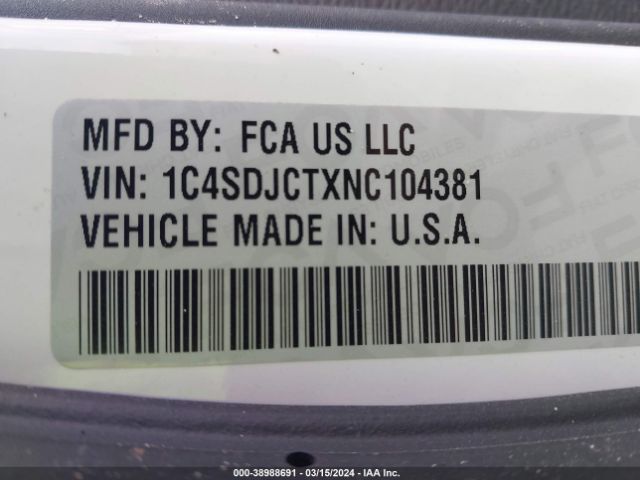 MFD BY: FCA US LLC
VIN: 1C4SDJCTXNC104381
VEHICLE MADE IN: U.S.A.
000-38988691 - 03/15/2024 - IAA Inc.